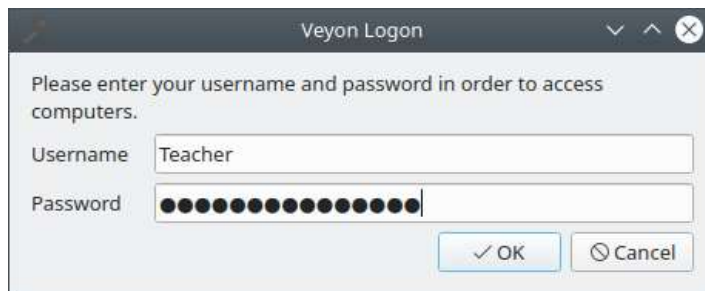 Veyon Logon
Please enter your username and password in order to access
computers.
Username Teacher
Password ●●●●●●●●●●●●●●●
OK Cancel